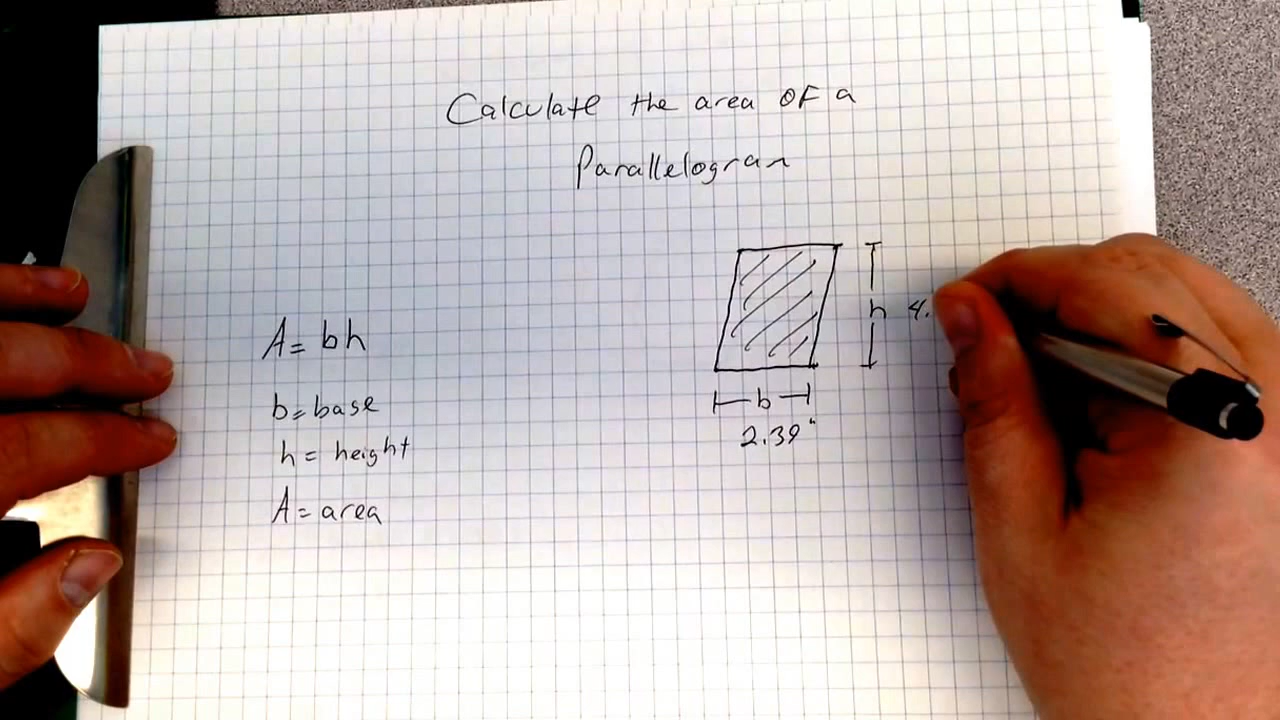 Calculate the area of a
Parallelogram
A = bh
b = base
h = height
A = area
h 4.
b
2.39"